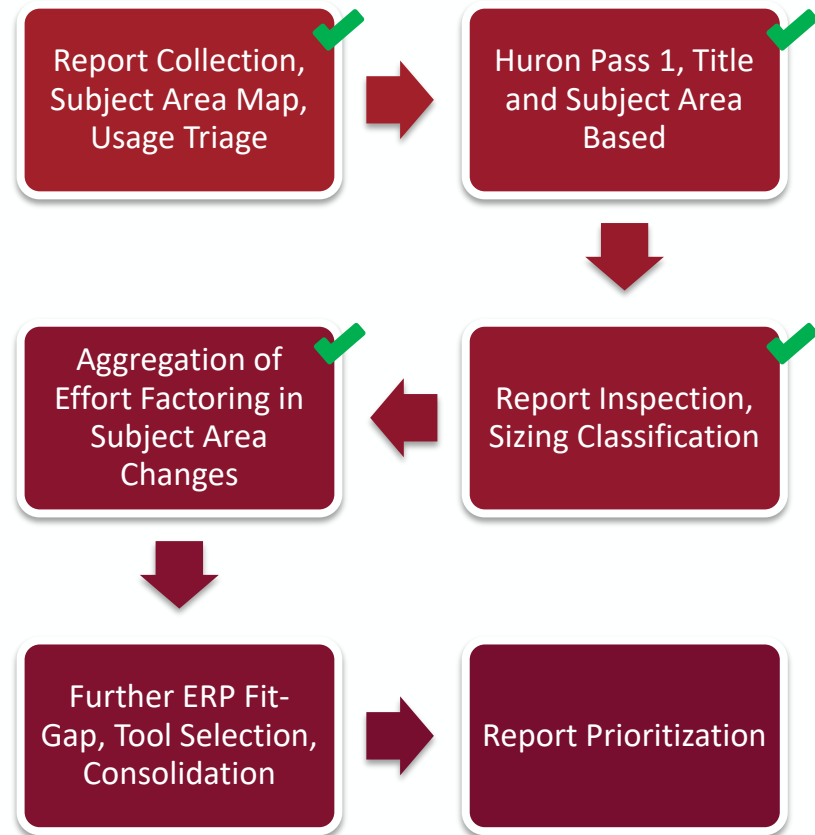 Report Collection,
Subject Area Map,
Usage Triage
Huron Pass 1, Title
and Subject Area
Based
Report Inspection,
Sizing Classification
Aggregation of
Effort Factoring in
Subject Area
Changes
Further ERP Fit-
Gap, Tool Selection,
Consolidation
Report Prioritization